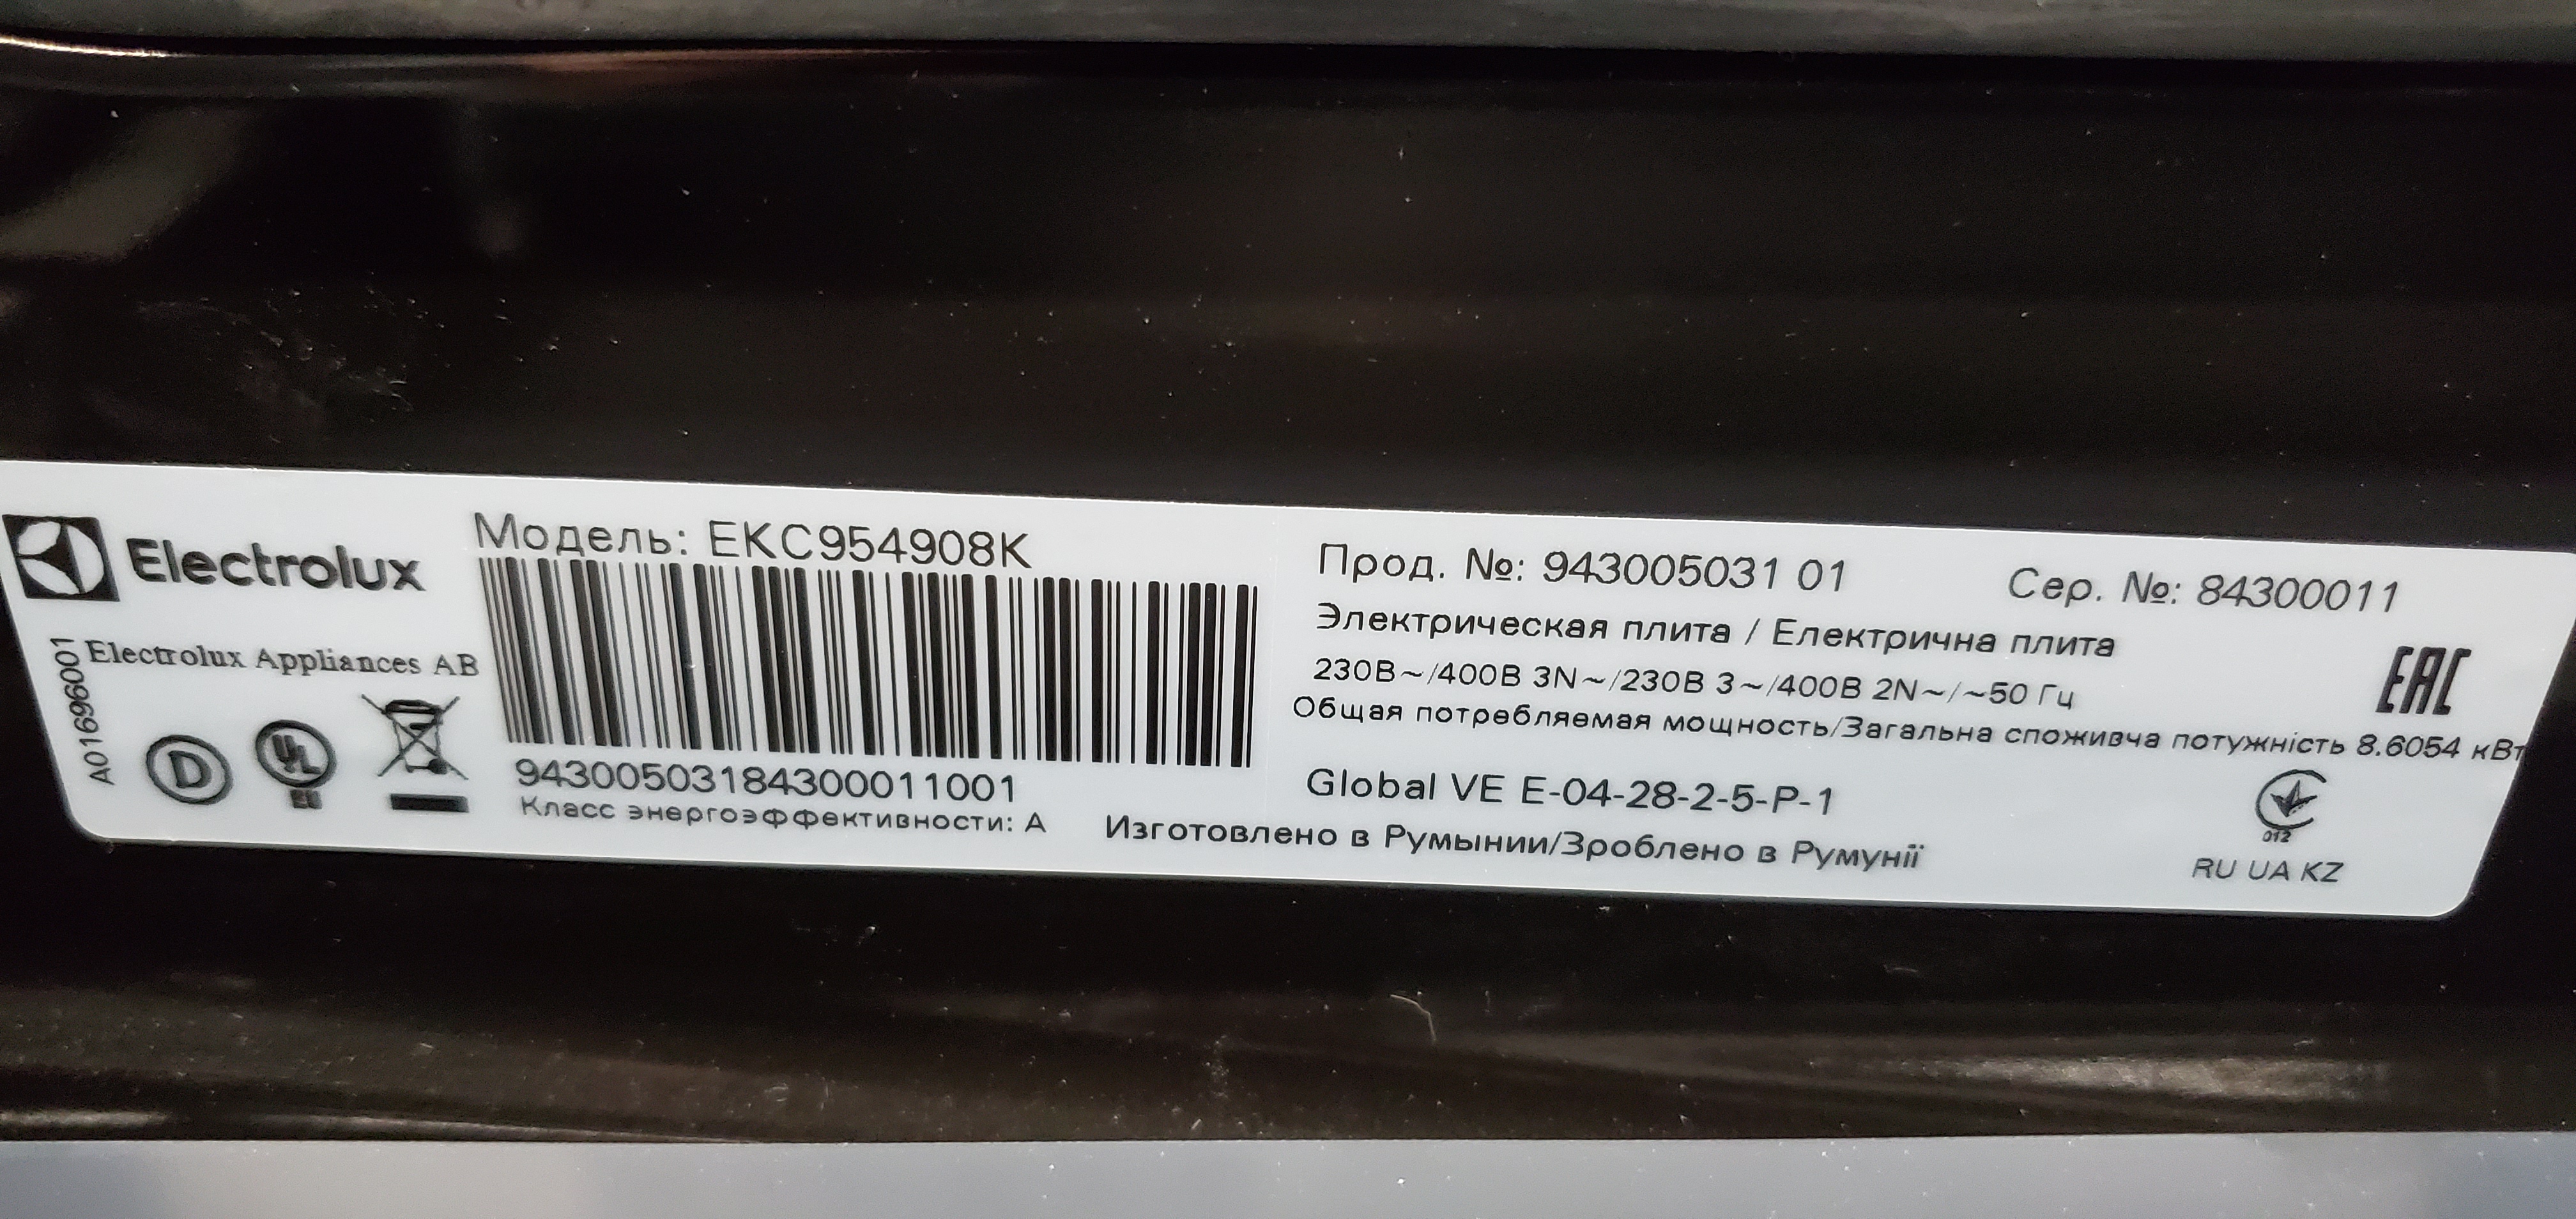 Electrolux
Electrolux Appliances AB
A01696001
D
UL
EU
Модель: EKC954908K
94300503184300011001
Класс энергоэффективности: A
Прод. №: 943005031 01
Сер. №: 84300011
Электрическая плита / Електрична плита
230В~/400В 3N~/230В 3~/400В 2N~/~50 Гц
Общая потребляемая мощность/Загальна споживча потужність 8.6054 кВт
EAC
Global VE E-04-28-2-5-P-1
Изготовлено в Румынии/Зроблено в Румунії
012
RU UA KZ